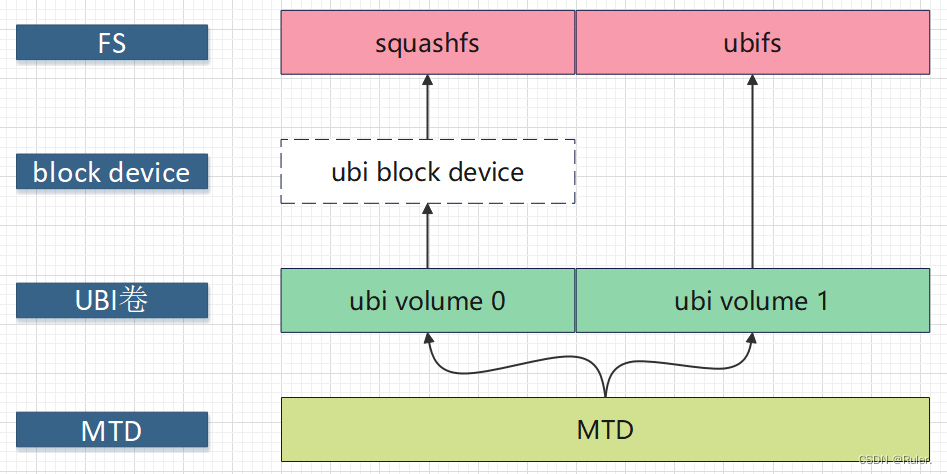 FS
squashfs
ubifs
block device
ubi block device
UBI卷
ubi volume 0
ubi volume 1
MTD
MTD
CSDN @Ruler.